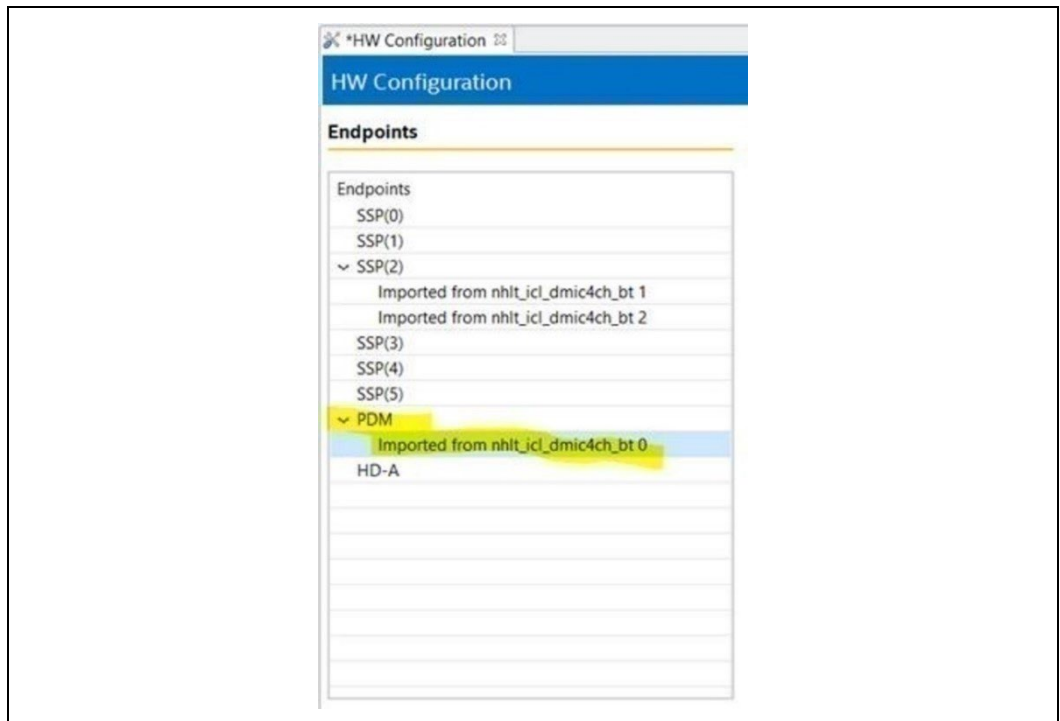 *HW Configuration
HW Configuration
Endpoints
Endpoints
SSP(0)
SSP(1)
SSP(2)
Imported from nhlt_icl_dmic4ch_bt 1
Imported from nhlt_icl_dmic4ch_bt 2
SSP(3)
SSP(4)
SSP(5)
PDM
Imported from nhlt_icl_dmic4ch_bt 0
HD-A